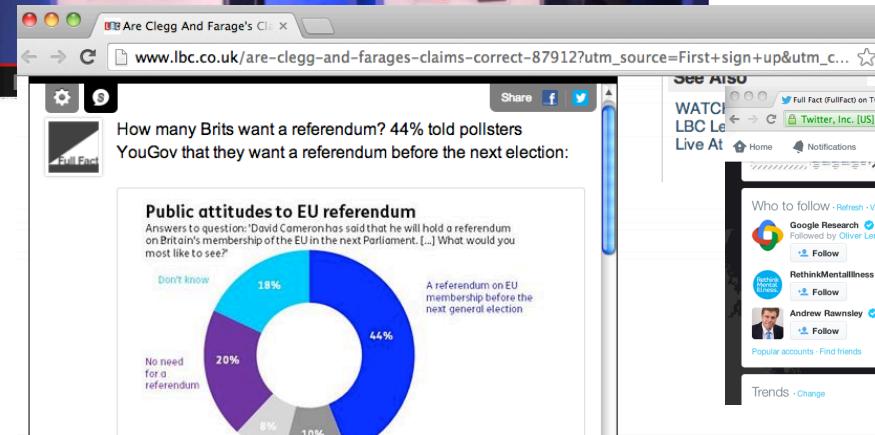 Are Clegg And Farage's Cla
www.lbc.co.uk/are-clegg-and-farages-claims-correct-87912?utm_source=First+sign+up&utm_c...
Share
Full Fact
How many Brits want a referendum? 44% told pollsters
YouGov that they want a referendum before the next election:
Public attitudes to EU referendum
Answers to question: 'David Cameron has said that he will hold a referendum
on Britain's membership of the EU in the next Parliament. [...] What would you
most like to see?'
Don't know
18%
A referendum on EU
membership before the
next general election
44%
No need
for a
referendum
20%
8%
10%
See Also
WATCH
LBC Le
Live At
Full Fact (FullFact) on Tw
Twitter, Inc. [US]
Home
Notifications
Who to follow · Refresh · V
Google Research
Followed by Oliver Ler
Follow
Rethink
Mental
Illness.
RethinkMentalIllness
Follow
Andrew Rawnsley
Follow
Popular accounts · Find friends
Trends · Change